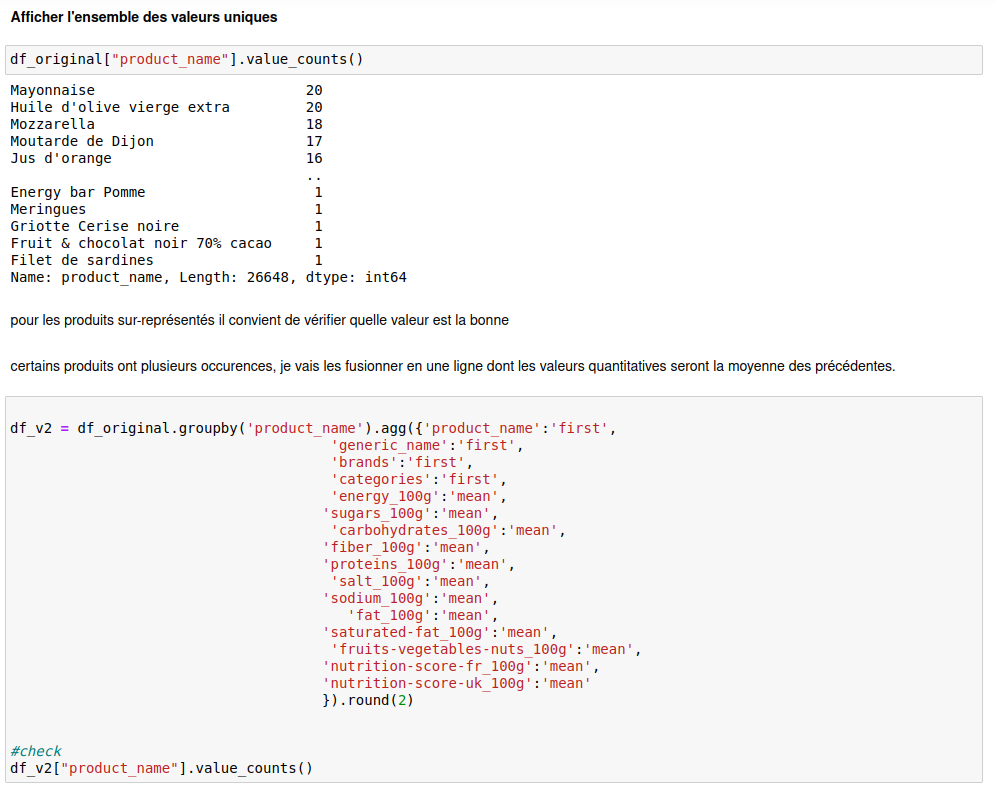 Afficher l'ensemble des valeurs uniques
df_original["product_name"].value_counts()
Mayonnaise                         20
Huile d'olive vierge extra         20
Mozzarella                         18
Moutarde de Dijon                  17
Jus d'orange                       16
                                   ..
Energy bar Pomme                    1
Meringues                           1
Griotte Cerise noire                1
Fruit & chocolat noir 70% cacao     1
Filet de sardines                   1
Name: product_name, Length: 26648, dtype: int64
pour les produits sur-représentés il convient de vérifier quelle valeur est la bonne
certains produits ont plusieurs occurences, je vais les fusionner en une ligne dont les valeurs quantitatives seront la moyenne des précédentes.
df_v2 = df_original.groupby('product_name').agg({'product_name':'first',
                                      'generic_name':'first',
                                      'brands':'first',
                                      'categories':'first',
                                      'energy_100g':'mean',
                                     'sugars_100g':'mean',
                                      'carbohydrates_100g':'mean',
                                     'fiber_100g':'mean',
                                     'proteins_100g':'mean',
                                      'salt_100g':'mean',
                                     'sodium_100g':'mean',
                                        'fat_100g':'mean',
                                     'saturated-fat_100g':'mean',
                                      'fruits-vegetables-nuts_100g':'mean',
                                     'nutrition-score-fr_100g':'mean',
                                     'nutrition-score-uk_100g':'mean'
                                     }).round(2)
#check
df_v2["product_name"].value_counts()